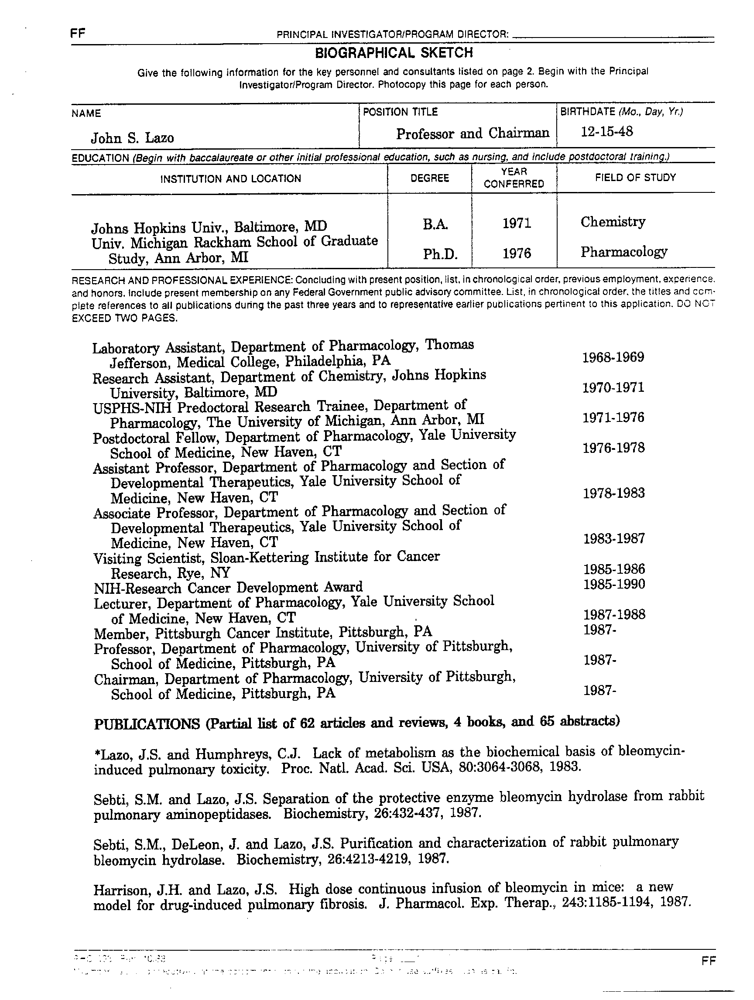 FF PRINCIPAL INVESTIGATOR/PROGRAM DIRECTOR:
BIOGRAPHICAL SKETCH
Give the following information for the key personnel and consultants listed on page 2. Begin with the Principal
Investigator/Program Director. Photocopy this page for each person.
NAME POSITION TITLE BIRTHDATE (Mo., Day, Yr.)
John S. Lazo Professor and Chairman 12-15-48
EDUCATION (Begin with baccalaureate or other initial professional education, such as nursing, and include postdoctoral training.)
INSTITUTION AND LOCATION DEGREE YEAR CONFERRED FIELD OF STUDY
Johns Hopkins Univ., Baltimore, MD B.A. 1971 Chemistry
Univ. Michigan Rackham School of Graduate
Study, Ann Arbor, MI Ph.D. 1976 Pharmacology
RESEARCH AND PROFESSIONAL EXPERIENCE: Concluding with present position, list, in chronological order, previous employment, experience,
and honors. Include present membership on any Federal Government public advisory committee. List, in chronological order, the titles and com-
plete references to all publications during the past three years and to representative earlier publications pertinent to this application. DO NOT
EXCEED TWO PAGES.
Laboratory Assistant, Department of Pharmacology, Thomas
Jefferson, Medical College, Philadelphia, PA 1968-1969
Research Assistant, Department of Chemistry, Johns Hopkins
University, Baltimore, MD 1970-1971
USPHS-NIH Predoctoral Research Trainee, Department of
Pharmacology, The University of Michigan, Ann Arbor, MI 1971-1976
Postdoctoral Fellow, Department of Pharmacology, Yale University
School of Medicine, New Haven, CT 1976-1978
Assistant Professor, Department of Pharmacology and Section of
Developmental Therapeutics, Yale University School of
Medicine, New Haven, CT 1978-1983
Associate Professor, Department of Pharmacology and Section of
Developmental Therapeutics, Yale University School of
Medicine, New Haven, CT 1983-1987
Visiting Scientist, Sloan-Kettering Institute for Cancer
Research, Rye, NY 1985-1986
NIH-Research Cancer Development Award 1985-1990
Lecturer, Department of Pharmacology, Yale University School
of Medicine, New Haven, CT 1987-1988
Member, Pittsburgh Cancer Institute, Pittsburgh, PA 1987-
Professor, Department of Pharmacology, University of Pittsburgh,
School of Medicine, Pittsburgh, PA 1987-
Chairman, Department of Pharmacology, University of Pittsburgh,
School of Medicine, Pittsburgh, PA 1987-
PUBLICATIONS (Partial list of 62 articles and reviews, 4 books, and 65 abstracts)
*Lazo, J.S. and Humphreys, C.J. Lack of metabolism as the biochemical basis of bleomycin-
induced pulmonary toxicity. Proc. Natl. Acad. Sci. USA, 80:3064-3068, 1983.
Sebti, S.M. and Lazo, J.S. Separation of the protective enzyme bleomycin hydrolase from rabbit
pulmonary aminopeptidases. Biochemistry, 26:432-437, 1987.
Sebti, S.M., DeLeon, J. and Lazo, J.S. Purification and characterization of rabbit pulmonary
bleomycin hydrolase. Biochemistry, 26:4213-4219, 1987.
Harrison, J.H. and Lazo, J.S. High dose continuous infusion of bleomycin in mice: a new
model for drug-induced pulmonary fibrosis. J. Pharmacol. Exp. Therap., 243:1185-1194, 1987.
FF